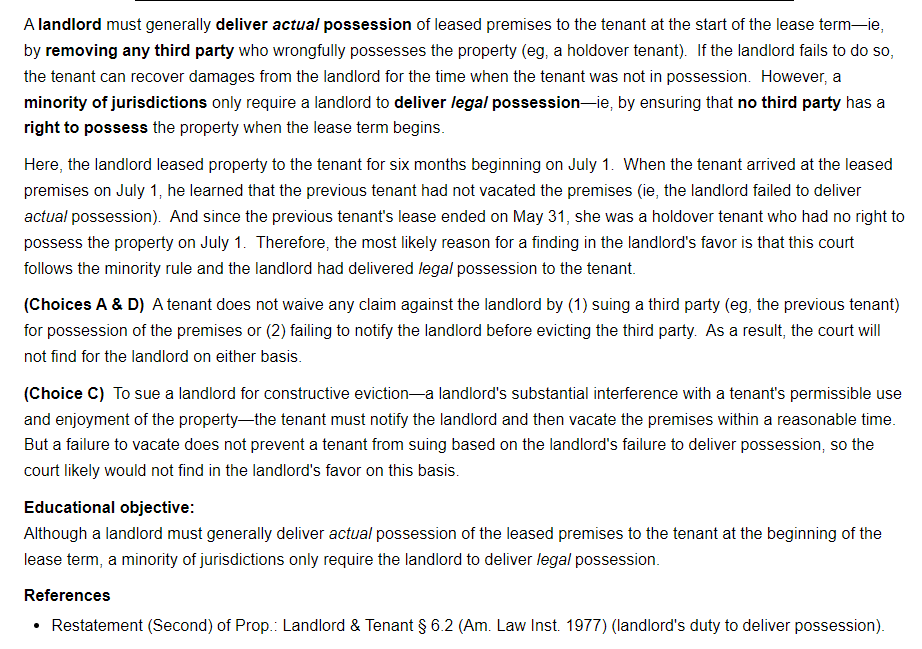 A landlord must generally deliver actual possession of leased premises to the tenant at the start of the lease term—ie,
by removing any third party who wrongfully possesses the property (eg, a holdover tenant). If the landlord fails to do so,
the tenant can recover damages from the landlord for the time when the tenant was not in possession. However, a
minority of jurisdictions only require a landlord to deliver legal possession—ie, by ensuring that no third party has a
right to possess the property when the lease term begins.
Here, the landlord leased property to the tenant for six months beginning on July 1. When the tenant arrived at the leased
premises on July 1, he learned that the previous tenant had not vacated the premises (ie, the landlord failed to deliver
actual possession). And since the previous tenant's lease ended on May 31, she was a holdover tenant who had no right to
possess the property on July 1. Therefore, the most likely reason for a finding in the landlord's favor is that this court
follows the minority rule and the landlord had delivered legal possession to the tenant.
(Choices A & D) A tenant does not waive any claim against the landlord by (1) suing a third party (eg, the previous tenant)
for possession of the premises or (2) failing to notify the landlord before evicting the third party. As a result, the court will
not find for the landlord on either basis.
(Choice C) To sue a landlord for constructive eviction—a landlord's substantial interference with a tenant's permissible use
and enjoyment of the property—the tenant must notify the landlord and then vacate the premises within a reasonable time.
But a failure to vacate does not prevent a tenant from suing based on the landlord's failure to deliver possession, so the
court likely would not find in the landlord's favor on this basis.
Educational objective:
Although a landlord must generally deliver actual possession of the leased premises to the tenant at the beginning of the
lease term, a minority of jurisdictions only require the landlord to deliver legal possession.
References
• Restatement (Second) of Prop.: Landlord & Tenant § 6.2 (Am. Law Inst. 1977) (landlord's duty to deliver possession).